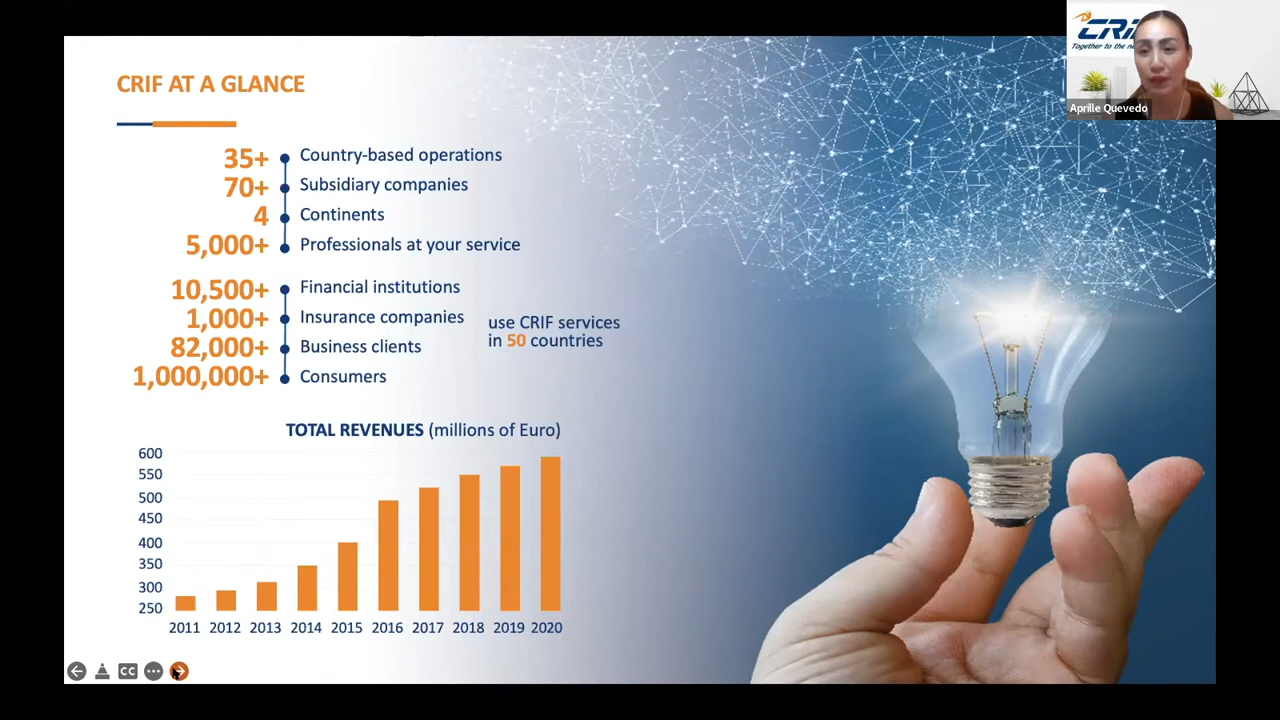 CRIF AT A GLANCE
35+ Country-based operations
70+ Subsidiary companies
4 Continents
5,000+ Professionals at your service
10,500+ Financial institutions
1,000+ Insurance companies
82,000+ Business clients
1,000,000+ Consumers
use CRIF services
in 50 countries
TOTAL REVENUES (millions of Euro)
600
550
500
450
400
350
300
250
2011 2012 2013 2014 2015 2016 2017 2018 2019 2020
CC
Together to the
Aprille Quevedo